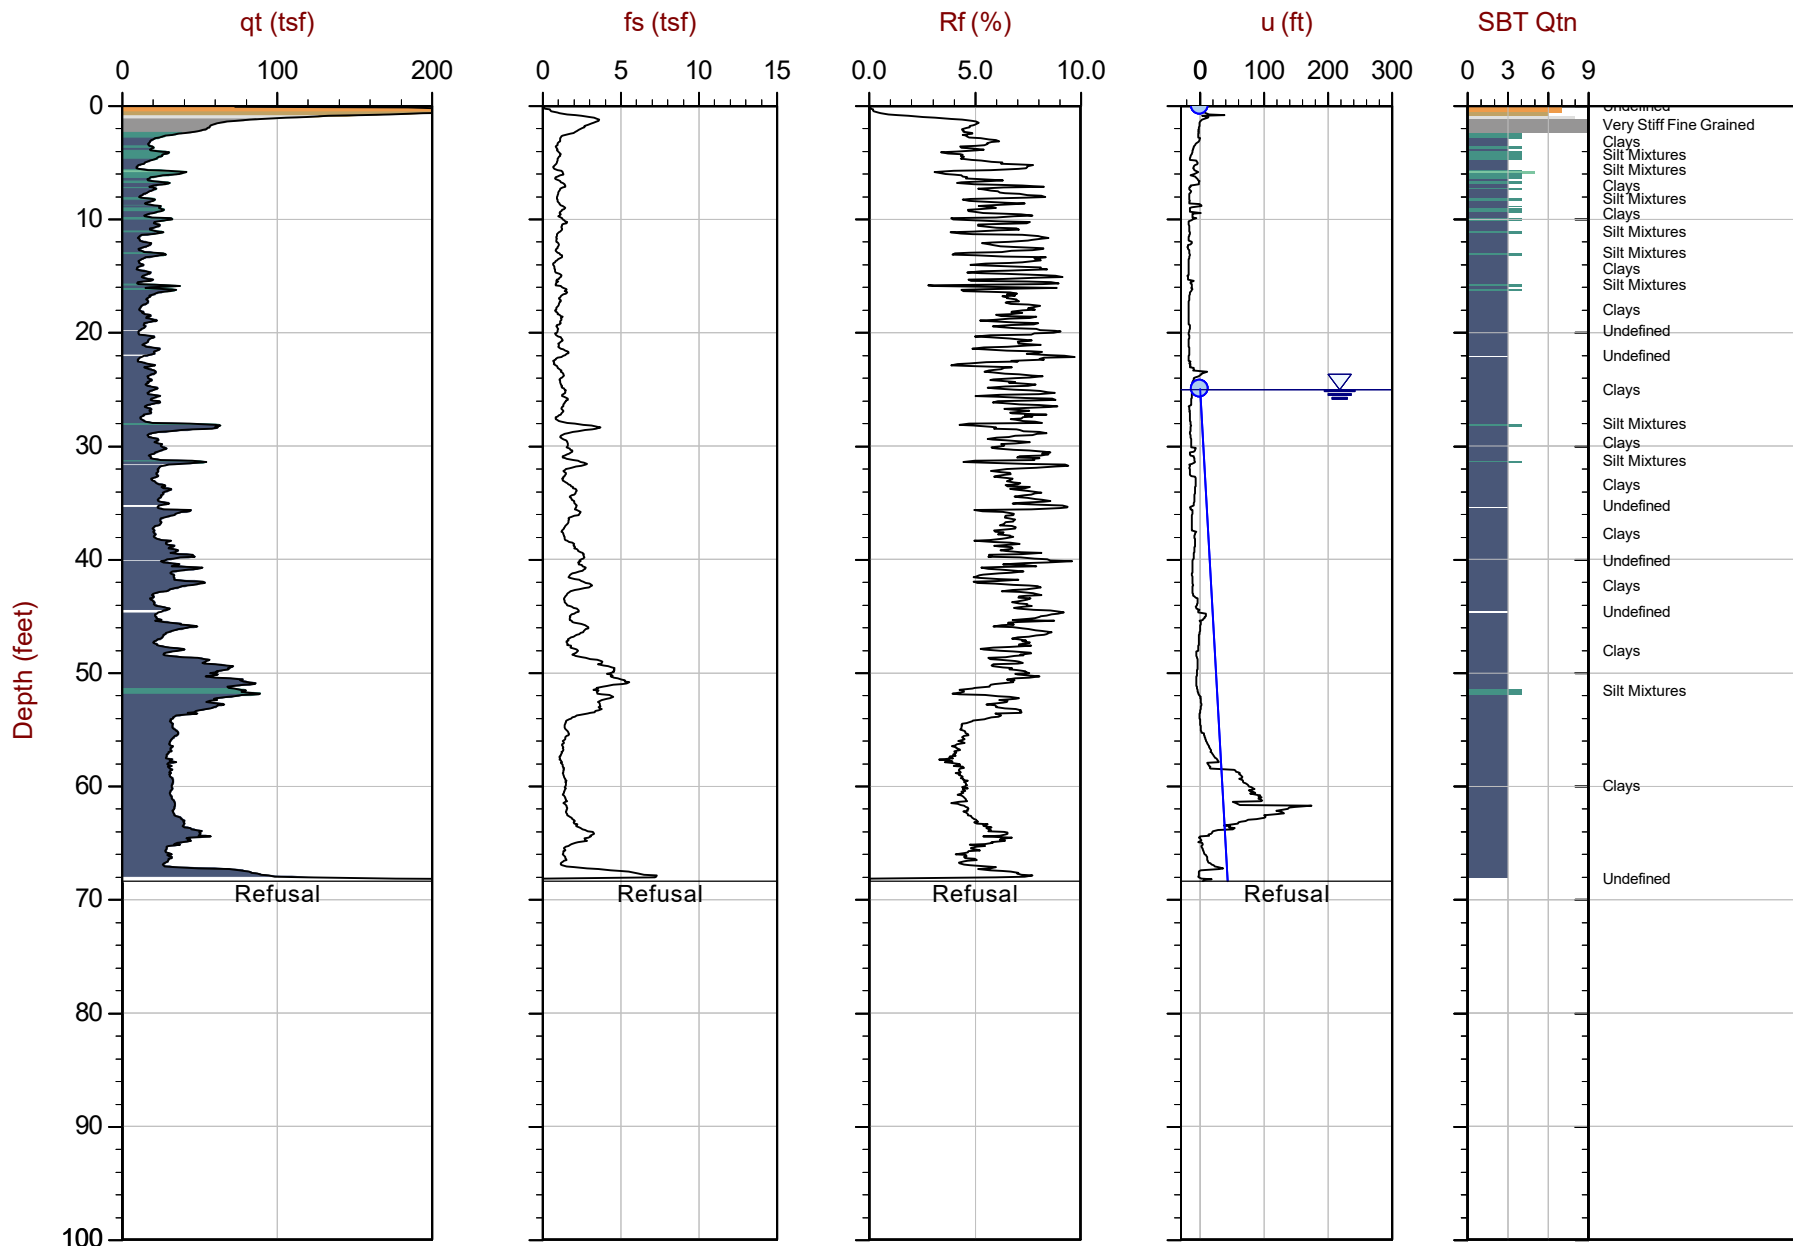 qt (tsf) fs (tsf) Rf (%) u (ft) SBT Qtn
0 100 200 0 5 10 15 0.0 5.0 10.0 0 100 200 300 0 3 6 9
0
Undefined
Very Stiff Fine Grained
Clays
Silt Mixtures
Silt Mixtures
Clays
Silt Mixtures
Clays
10
Silt Mixtures
Silt Mixtures
Clays
Silt Mixtures
Clays
20 Undefined
Undefined
Clays
Silt Mixtures
30 Clays
Silt Mixtures
Clays
Undefined
Clays
40 Undefined
Clays
Undefined
Clays
50
Silt Mixtures
Depth (feet)
60 Clays
Undefined
Refusal Refusal Refusal Refusal
70
80
90
100